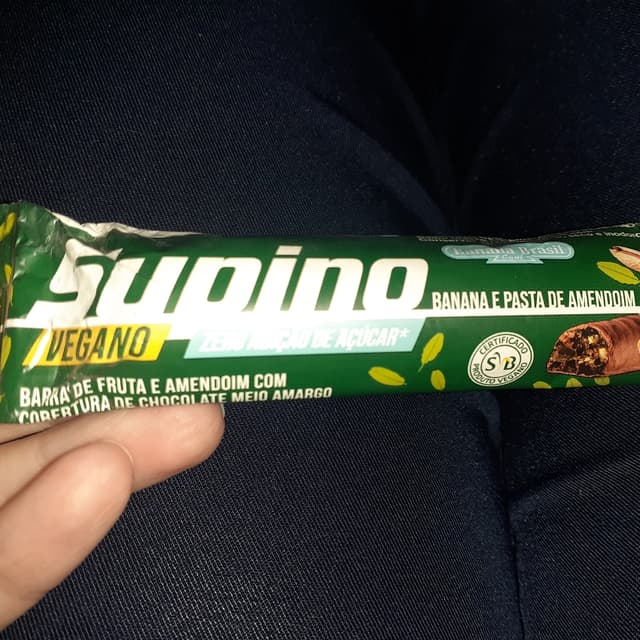 supino
BANANA E PASTA DE AMENDOIM
VEGANO
ZERO ADIÇÃO DE AÇÚCAR*
CERTIFICADO
SVB
PRODUTO VEGANO
BARRA DE FRUTA E AMENDOIM COM
COBERTURA DE CHOCOLATE MEIO AMARGO